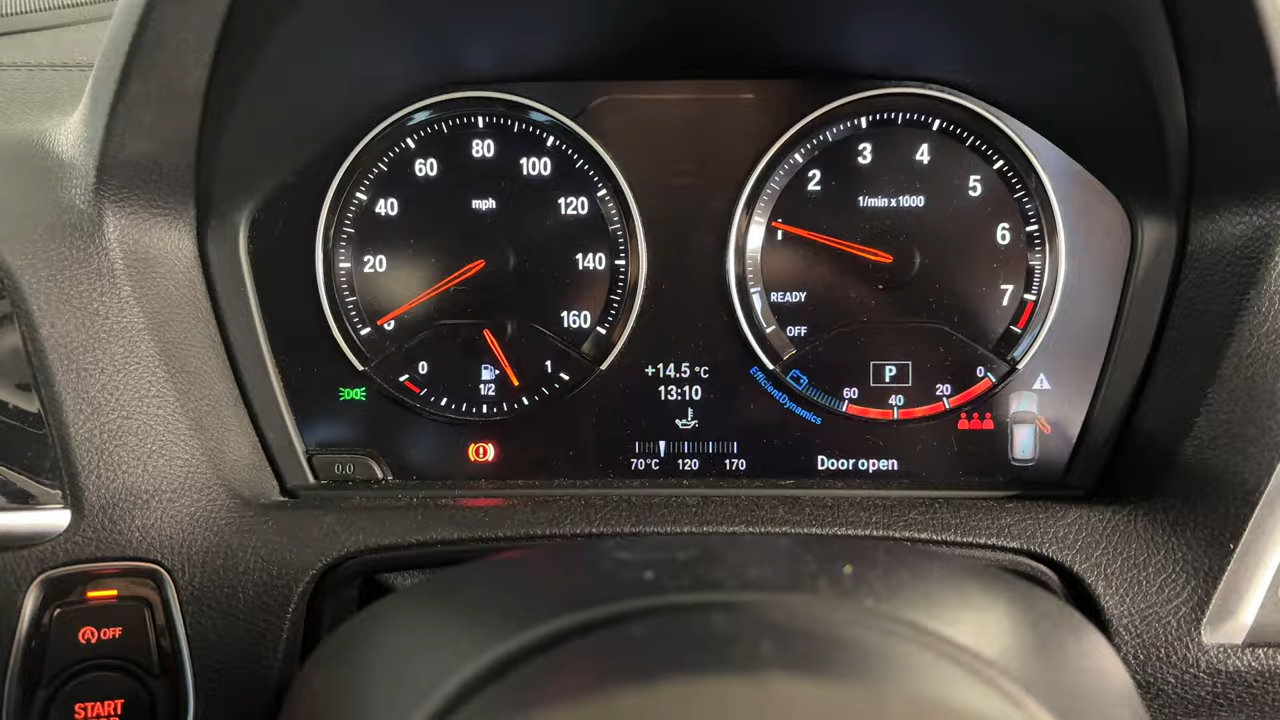 80
60
100
40
mph
120
20
140
0
160
0
1/2
1
3
4
2
5
1/min x 1000
1
6
READY
7
OFF
P
0
20
40
60
EfficientDynamics
+14.5 °C
13:10
70°C 120 170
Door open
0.0
OFF
START